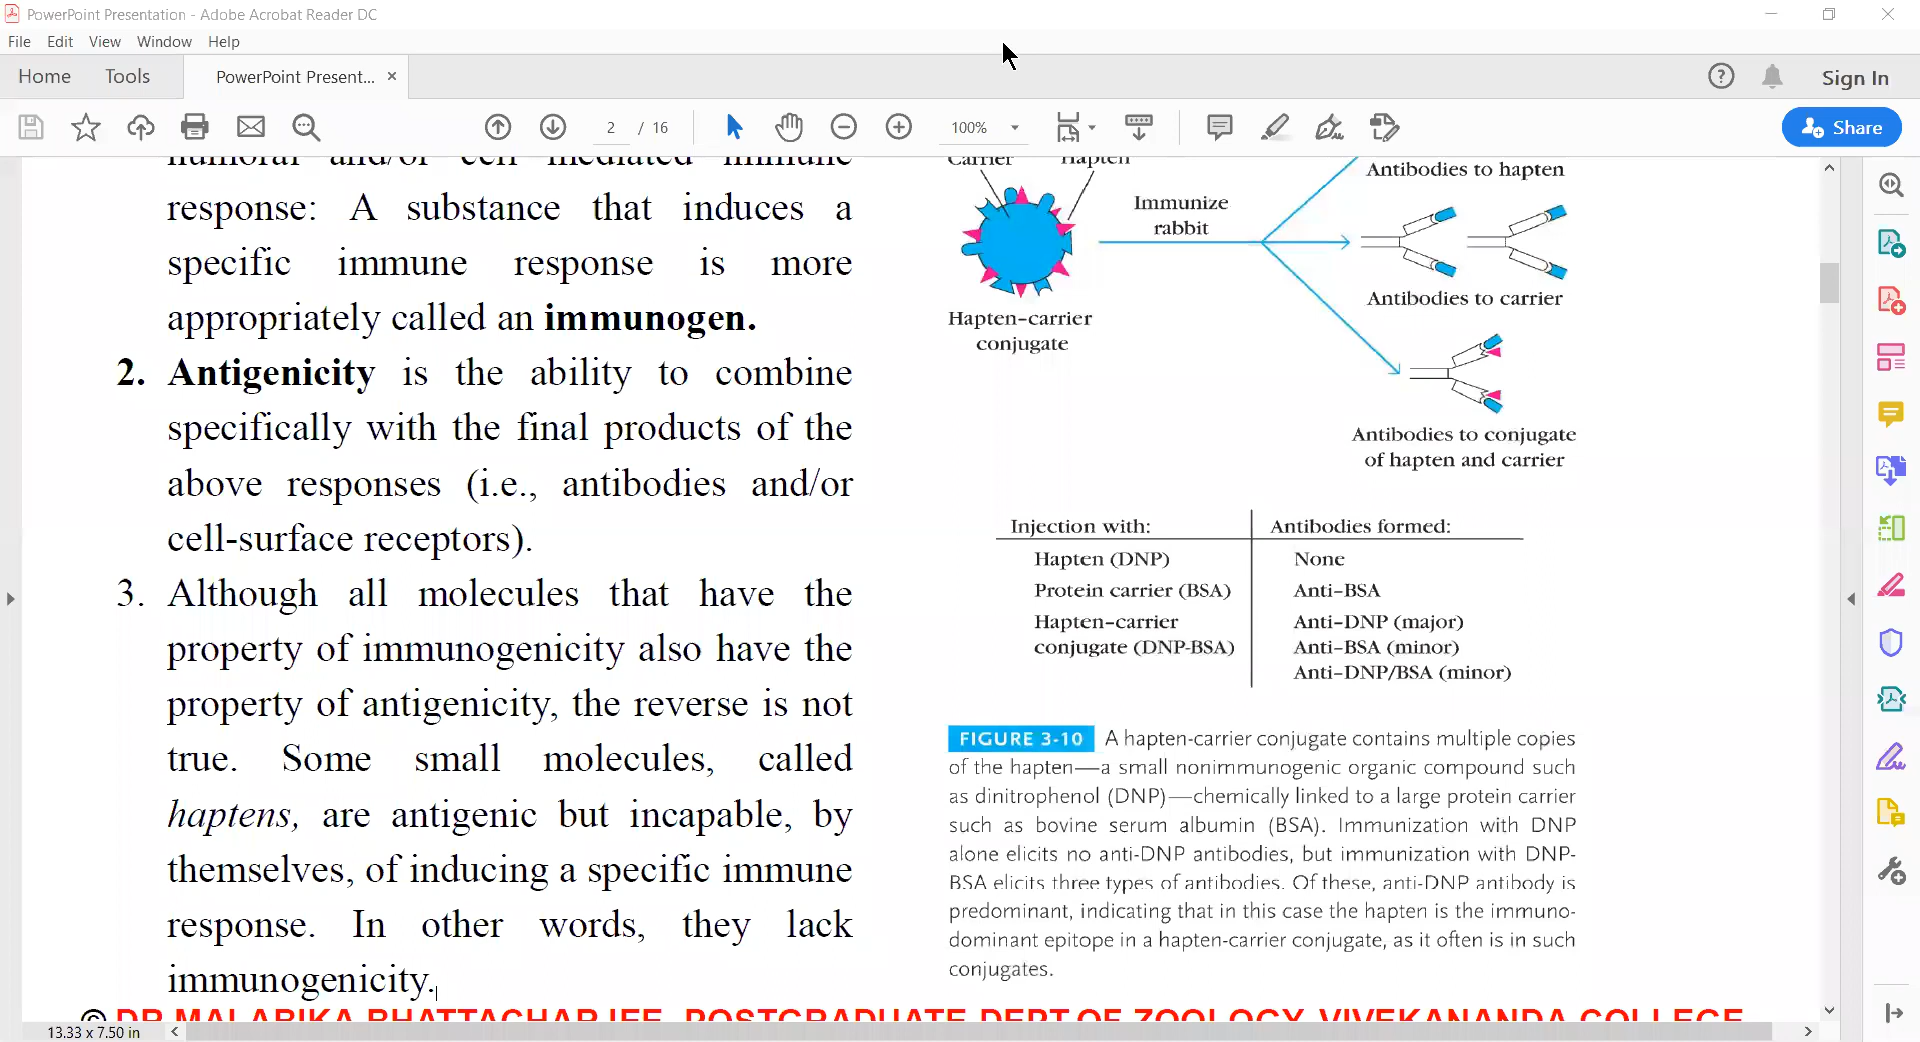 PowerPoint Presentation - Adobe Acrobat Reader DC
File Edit View Window Help
Home Tools PowerPoint Present... ×
? Sign In
2 / 16 100% Share
humoral and/or cell mediated immune
response: A substance that induces a
specific immune response is more
appropriately called an immunogen.
2. Antigenicity is the ability to combine
specifically with the final products of the
above responses (i.e., antibodies and/or
cell-surface receptors).
3. Although all molecules that have the
property of immunogenicity also have the
property of antigenicity, the reverse is not
true. Some small molecules, called
haptens, are antigenic but incapable, by
themselves, of inducing a specific immune
response. In other words, they lack
immunogenicity.
Carrier Hapten
Immunize
rabbit
Hapten–carrier
conjugate
Antibodies to hapten
Antibodies to carrier
Antibodies to conjugate
of hapten and carrier
Injection with: Antibodies formed:
Hapten (DNP) None
Protein carrier (BSA) Anti–BSA
Hapten–carrier Anti–DNP (major)
conjugate (DNP-BSA) Anti–BSA (minor)
Anti–DNP/BSA (minor)
FIGURE 3-10 A hapten-carrier conjugate contains multiple copies
of the hapten—a small nonimmunogenic organic compound such
as dinitrophenol (DNP)—chemically linked to a large protein carrier
such as bovine serum albumin (BSA). Immunization with DNP
alone elicits no anti-DNP antibodies, but immunization with DNP-
BSA elicits three types of antibodies. Of these, anti-DNP antibody is
predominant, indicating that in this case the hapten is the immuno-
dominant epitope in a hapten-carrier conjugate, as it often is in such
conjugates.
© DR MALABIKA BHATTACHARJEE, POSTGRADUATE DEPT.OF ZOOLOGY, VIVEKANANDA COLLEGE
13.33 x 7.50 in